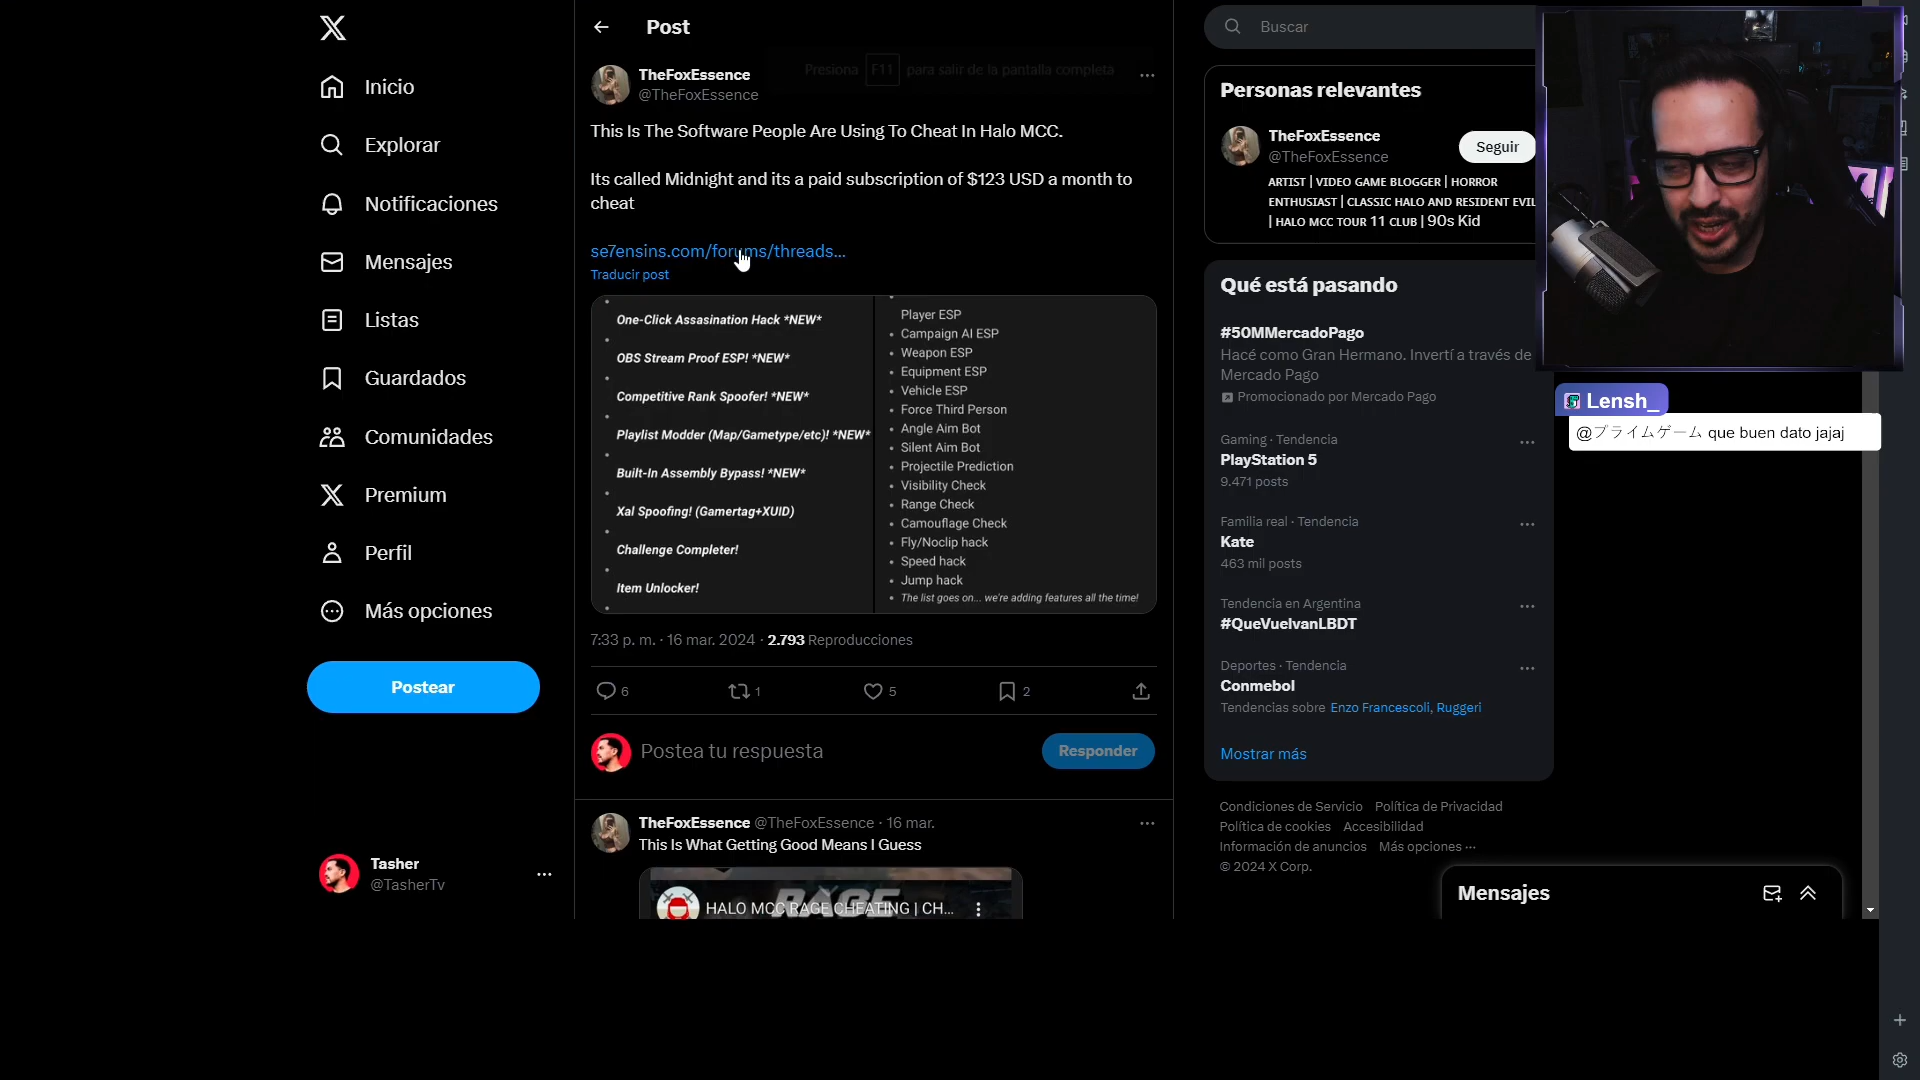 Inicio
Explorar
Notificaciones
Mensajes
Listas
Guardados
Comunidades
Premium
Perfil
Más opciones
Postear
Tasher
@TasherTv
Post
Presiona F11 para salir de la pantalla completa
TheFoxEssence
@TheFoxEssence
This Is The Software People Are Using To Cheat In Halo MCC.
Its called Midnight and its a paid subscription of $123 USD a month to
cheat
se7ensins.com/forums/threads...
Traducir post
One-Click Assasination Hack *NEW*
OBS Stream Proof ESP! *NEW*
Competitive Rank Spoofer! *NEW*
Playlist Modder (Map/Gametype/etc)! *NEW*
Built-In Assembly Bypass! *NEW*
Xal Spoofing! (Gamertag+XUID)
Challenge Completer!
Item Unlocker!
Player ESP
Campaign AI ESP
Weapon ESP
Equipment ESP
Vehicle ESP
Force Third Person
Angle Aim Bot
Silent Aim Bot
Projectile Prediction
Visibility Check
Range Check
Camouflage Check
Fly/Noclip hack
Speed hack
Jump hack
The list goes on... we're adding features all the time!
7:33 p. m. · 16 mar. 2024 · 2.793 Reproducciones
6 1 5 2
Postea tu respuesta
Responder
TheFoxEssence @TheFoxEssence · 16 mar.
This Is What Getting Good Means I Guess
RAGE
HALO MCC RAGE CHEATING | CH...
Buscar
Personas relevantes
TheFoxEssence
@TheFoxEssence
Seguir
ARTIST | VIDEO GAME BLOGGER | HORROR
ENTHUSIAST | CLASSIC HALO AND RESIDENT EVIL
| HALO MCC TOUR 11 CLUB | 90s Kid
Qué está pasando
#50MMercadoPago
Hacé como Gran Hermano. Invertí a través de
Mercado Pago
Promocionado por Mercado Pago
Gaming · Tendencia
PlayStation 5
9.471 posts
Familia real · Tendencia
Kate
463 mil posts
Tendencia en Argentina
#QueVuelvanLBDT
Deportes · Tendencia
Conmebol
Tendencias sobre Enzo Francescoli, Ruggeri
Mostrar más
Condiciones de Servicio Política de Privacidad
Política de cookies Accesibilidad
Información de anuncios Más opciones ···
© 2024 X Corp.
Mensajes
Lensh_
@プライムゲーム que buen dato jajaj